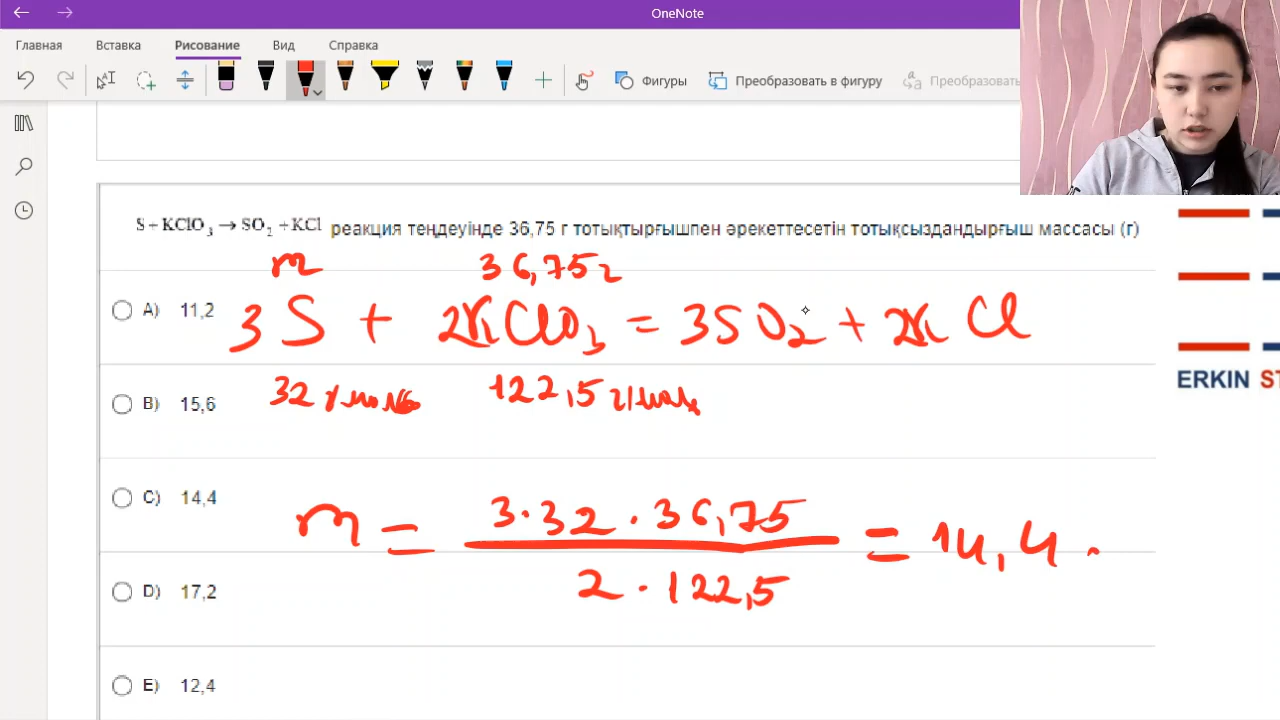 OneNote
Главная Вставка Рисование Вид Справка
Фигуры Преобразовать в фигуру Преобразовать
S + KClO3 → SO2 + KCl реакция теңдеуінде 36,75 г тотықтырғышпен әрекеттесетін тотықсыздандырғыш массасы (г)
m 36,75г
A) 11,2
3S + 2KClO3 = 3SO2 + 2KCl
ERKIN ST
32 г/моль 122,5 г/моль
B) 15,6
C) 14,4
m = 3·32·36,75 / 2·122,5 = 14,4.
D) 17,2
E) 12,4